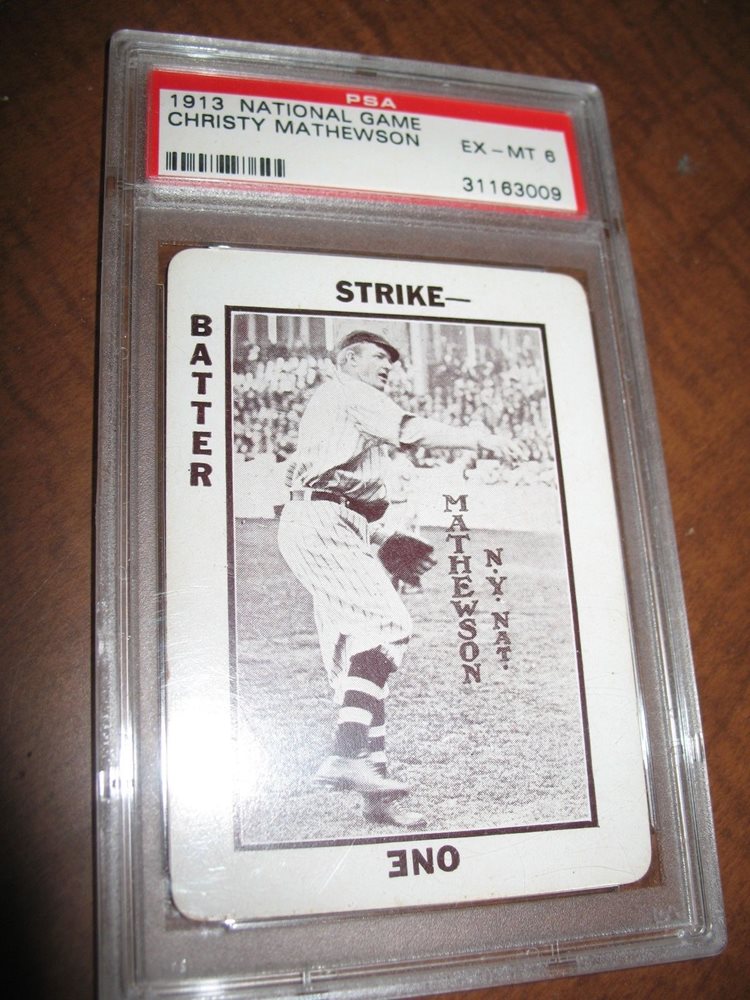 PSA
1913 NATIONAL GAME
CHRISTY MATHEWSON
EX-MT 6
31163009
STRIKE—
BATTER
MATHEWSON
N.Y. NAT.
ONE